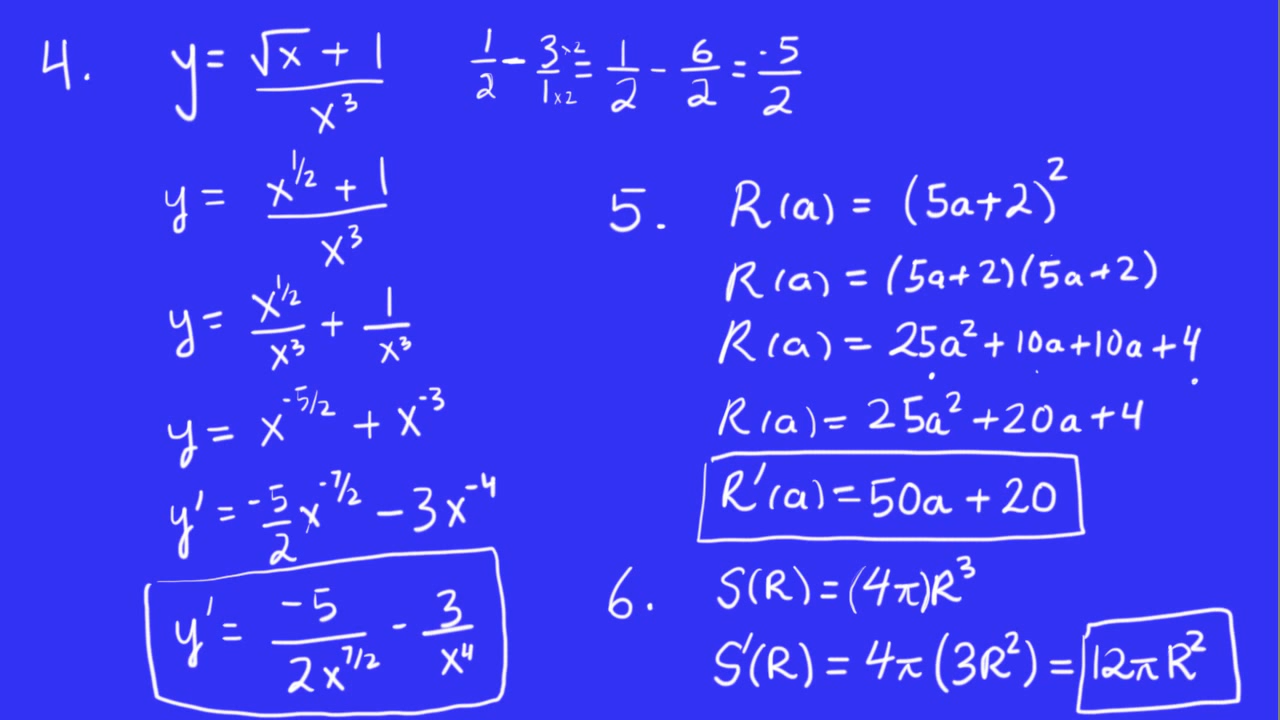 4. y = (√x + 1)/x³
1/2 - 3/1 ×2/×2 = 1/2 - 6/2 = -5/2
y = (x^{1/2} + 1)/x³
y = x^{1/2}/x³ + 1/x³
y = x^{-5/2} + x^{-3}
y' = -5/2 x^{-7/2} - 3x^{-4}
y' = -5/(2x^{7/2}) - 3/x⁴
5. R(a) = (5a+2)²
R(a) = (5a+2)(5a+2)
R(a) = 25a² + 10a + 10a + 4
R(a) = 25a² + 20a + 4
R'(a) = 50a + 20
6. S(R) = (4π)R³
S'(R) = 4π(3R²) = 12πR²